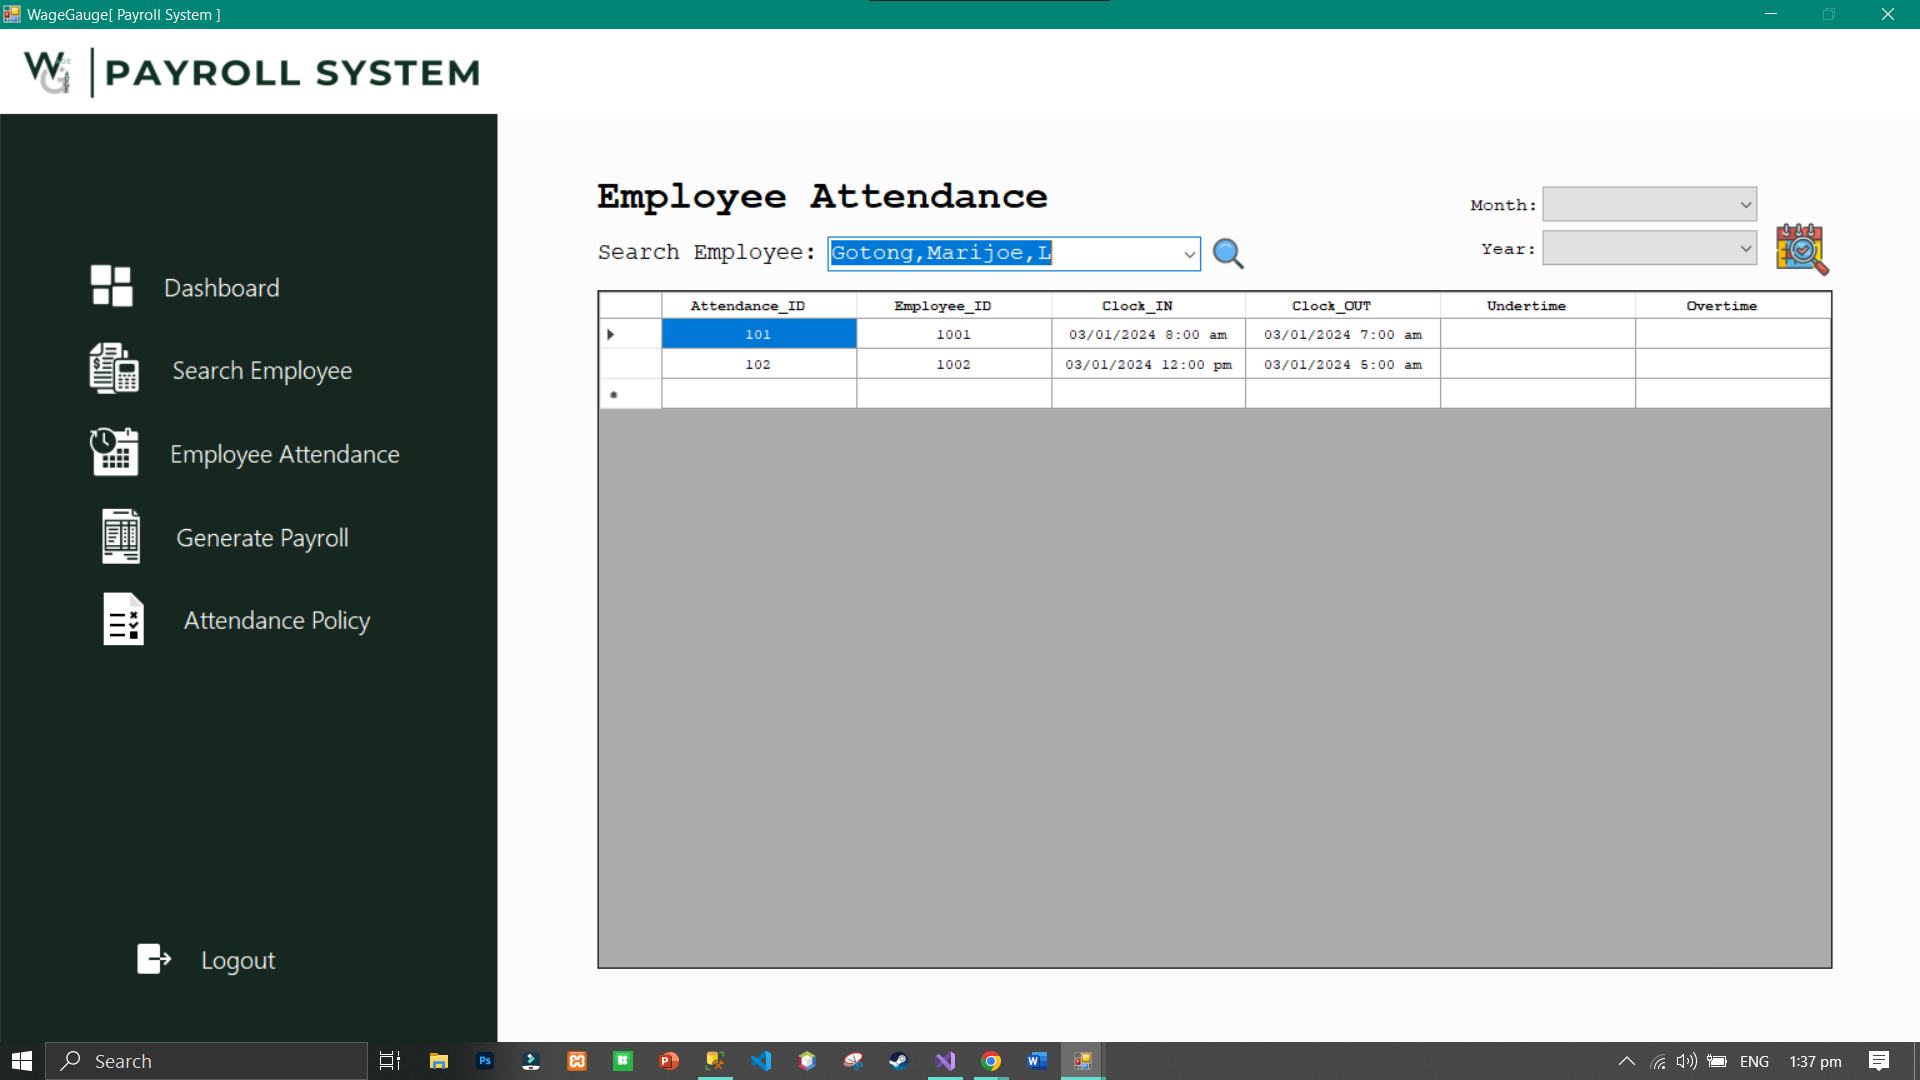 WageGauge[ Payroll System ]
PAYROLL SYSTEM
Dashboard
Search Employee
Employee Attendance
Generate Payroll
Attendance Policy
Logout
Employee Attendance
Month:
Search Employee: Gotong,Marijoe,L
Year:
Attendance_ID Employee_ID Clock_IN Clock_OUT Undertime Overtime
101 1001 03/01/2024 8:00 am 03/01/2024 7:00 am
102 1002 03/01/2024 12:00 pm 03/01/2024 5:00 am
Search ENG 1:37 pm